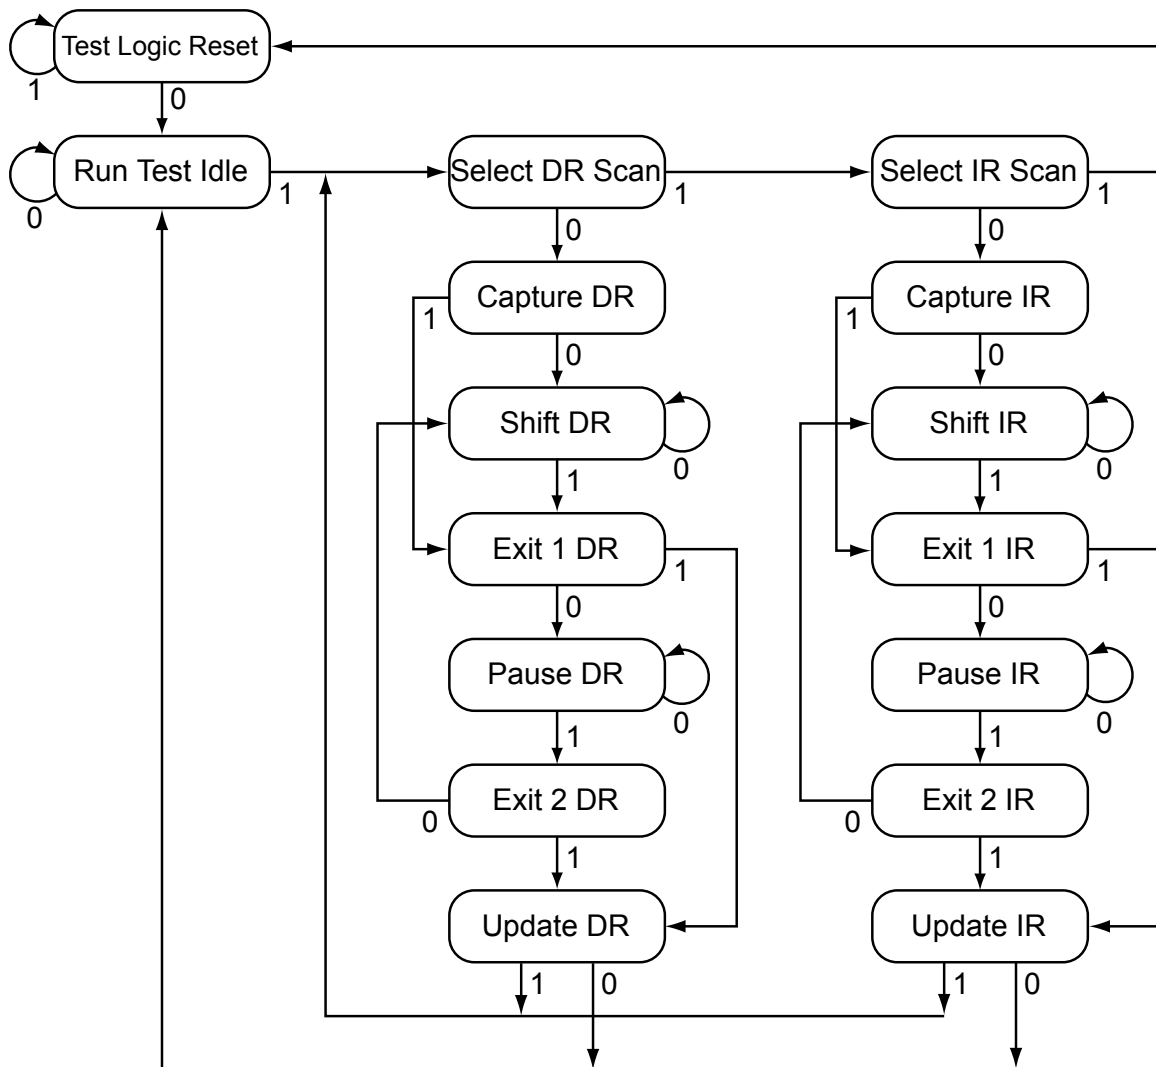 Test Logic Reset
1
0
Run Test Idle
0
1
Select DR Scan
1
0
Select IR Scan
1
0
Capture DR
1
0
Capture IR
1
0
Shift DR
0
1
Shift IR
0
1
Exit 1 DR
1
0
Exit 1 IR
1
0
Pause DR
0
1
Pause IR
0
1
Exit 2 DR
0
1
Exit 2 IR
0
1
Update DR
1
0
Update IR
1
0